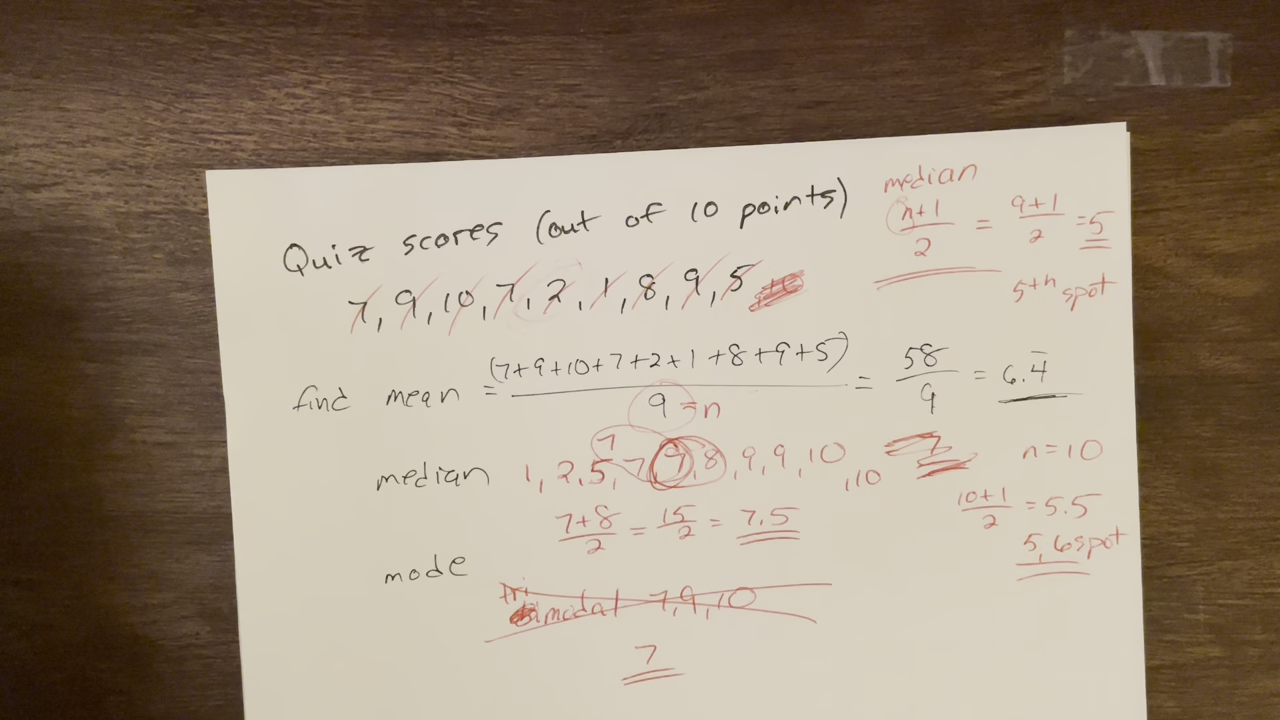 Quiz scores (out of 10 points)
7, 9, 10, 7, 2, 1, 8, 9, 5
find mean = (7+9+10+7+2+1+8+9+5) / 9 = n = 58/9 = 6.4̄
median
n+1/2 = 9+1/2 = 5
5th spot
median 1, 2, 5, 7, 7, 8, 9, 9, 10, 10
7
7+8/2 = 15/2 = 7.5
n=10
10+1/2 = 5.5
5, 6 spot
mode
tri
modal 7, 9, 10
7